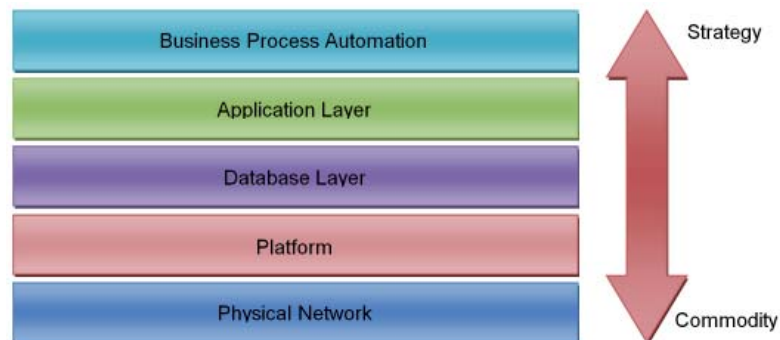 Business Process Automation
Strategy
Application Layer
Database Layer
Platform
Physical Network
Commodity